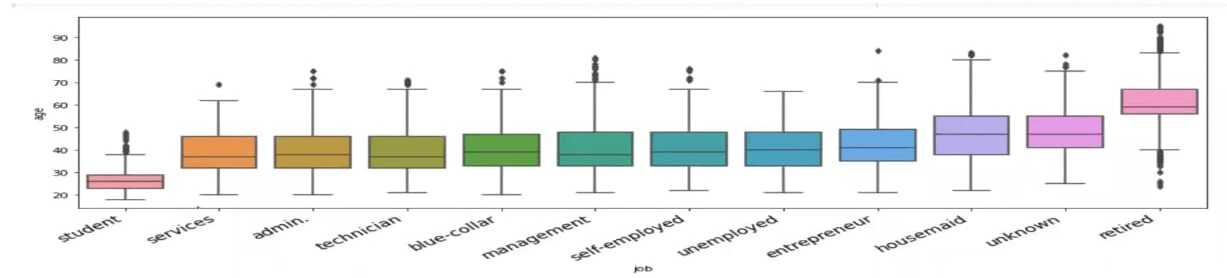 age
90
80
70
60
50
40
30
20
student
services
admin.
technician
blue-collar
management
self-employed
unemployed
entrepreneur
housemaid
unknown
retired
job